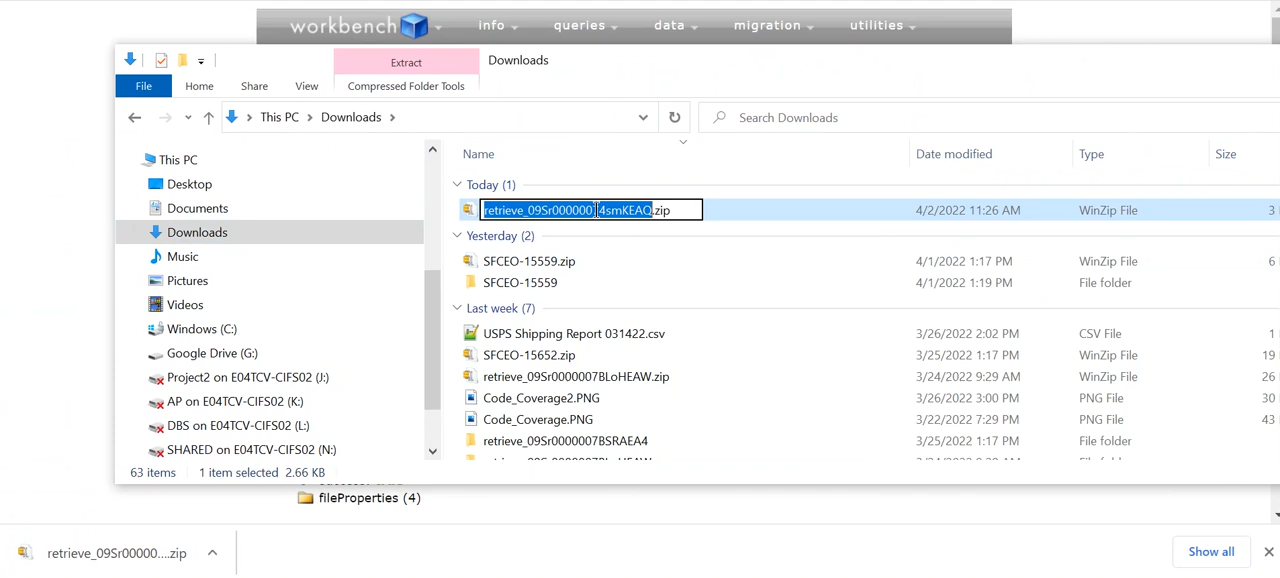 workbench info queries data migration utilities
Extract Downloads
File Home Share View Compressed Folder Tools
This PC Downloads Search Downloads
Name Date modified Type Size
This PC
Desktop
Documents
Downloads
Music
Pictures
Videos
Windows (C:)
Google Drive (G:)
Project2 on E04TCV-CIFS02 (J:)
AP on E04TCV-CIFS02 (K:)
DBS on E04TCV-CIFS02 (L:)
SHARED on E04TCV-CIFS02 (N:)
Today (1)
.zip 4/2/2022 11:26 AM WinZip File 3
Yesterday (2)
SFCEO-15559.zip 4/1/2022 1:17 PM WinZip File 6
SFCEO-15559 4/1/2022 1:19 PM File folder
Last week (7)
USPS Shipping Report 031422.csv 3/26/2022 2:02 PM CSV File 1
SFCEO-15652.zip 3/25/2022 1:17 PM WinZip File 19
retrieve_09Sr0000007BLoHEAW.zip 3/24/2022 9:29 AM WinZip File 26
Code_Coverage2.PNG 3/26/2022 3:00 PM PNG File 30
Code_Coverage.PNG 3/22/2022 7:29 PM PNG File 43
retrieve_09Sr0000007BSRAEA4 3/25/2022 1:17 PM File folder
63 items 1 item selected 2.66 KB
fileProperties (4)
retrieve_09Sr00000....zip Show all